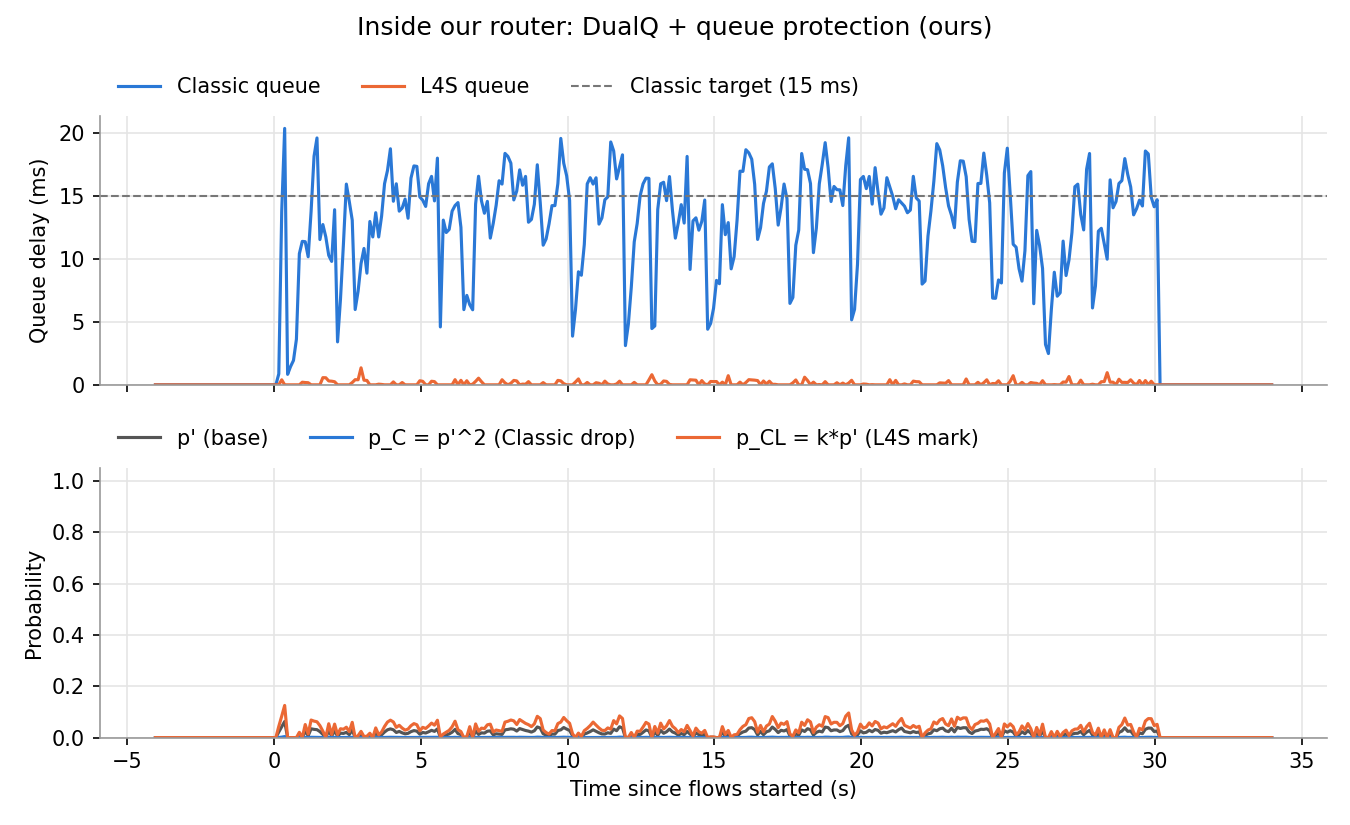 Inside our router: DualQ + queue protection (ours)
Classic queue L4S queue Classic target (15 ms)
Queue delay (ms)
20
15
10
5
0
p' (base) p_C = p'^2 (Classic drop) p_CL = k*p' (L4S mark)
Probability
1.0
0.8
0.6
0.4
0.2
0.0
−5 0 5 10 15 20 25 30 35
Time since flows started (s)